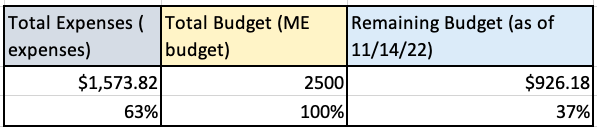 Total Expenses ( Total Budget (ME Remaining Budget (as of
expenses) budget) 11/14/22)
$1,573.82 2500 $926.18
63% 100% 37%